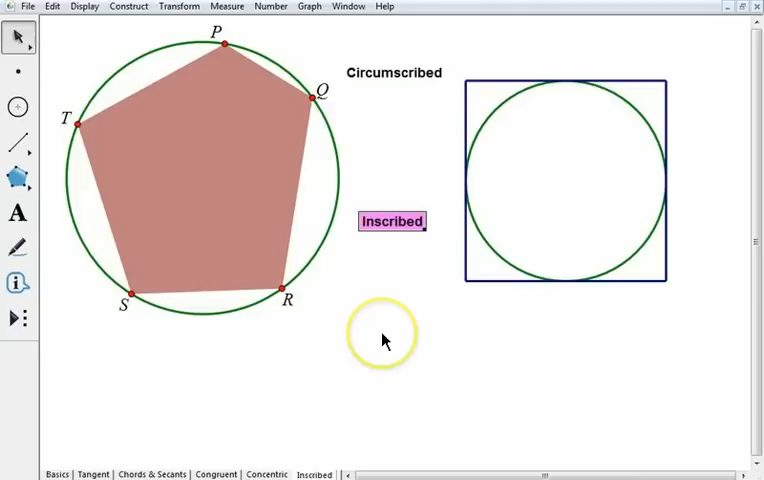 File Edit Display Construct Transform Measure Number Graph Window Help
P
Circumscribed
Q
T
A
Inscribed
S
R
Basics Tangent Chords & Secants Congruent Concentric Inscribed